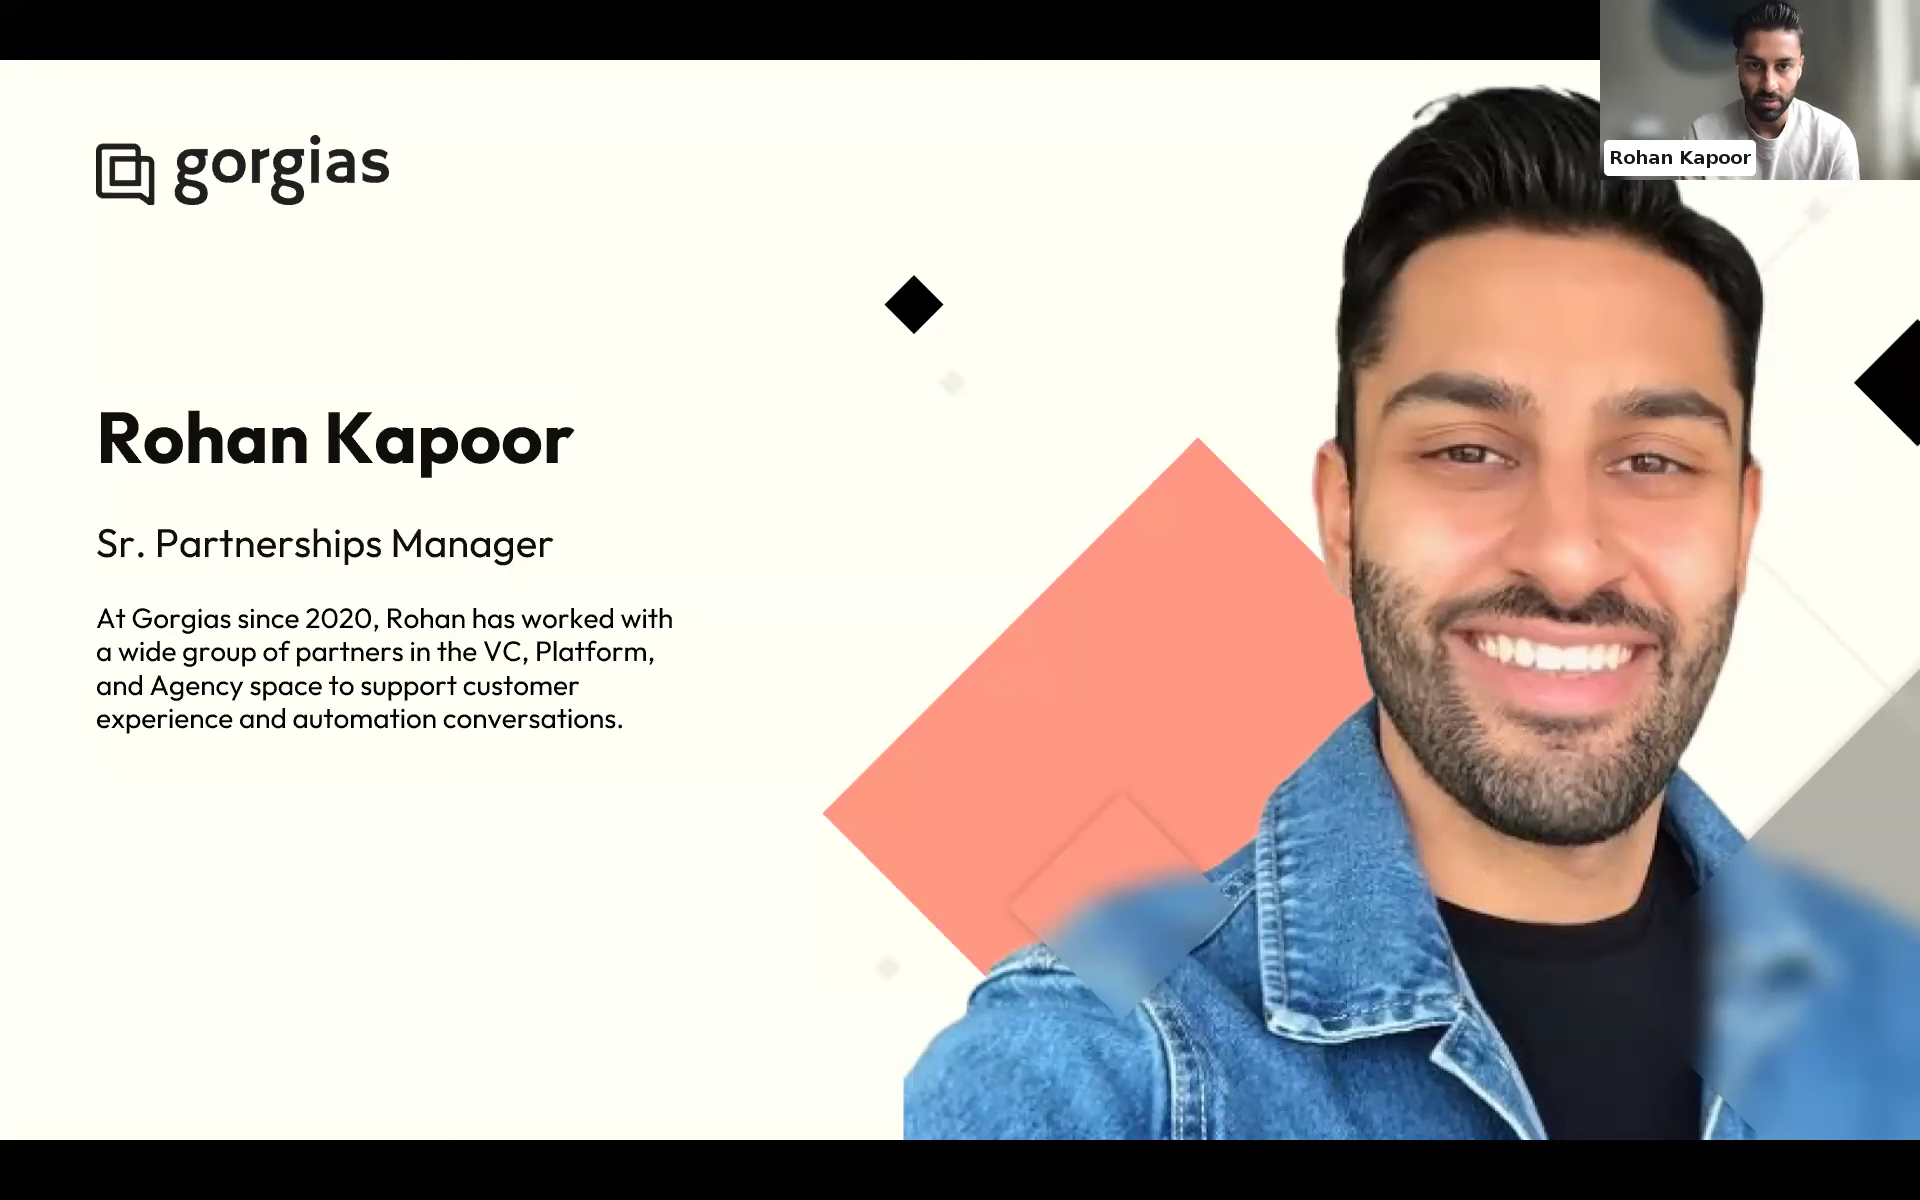 gorgias
Rohan Kapoor
Rohan Kapoor
Sr. Partnerships Manager
At Gorgias since 2020, Rohan has worked with
a wide group of partners in the VC, Platform,
and Agency space to support customer
experience and automation conversations.